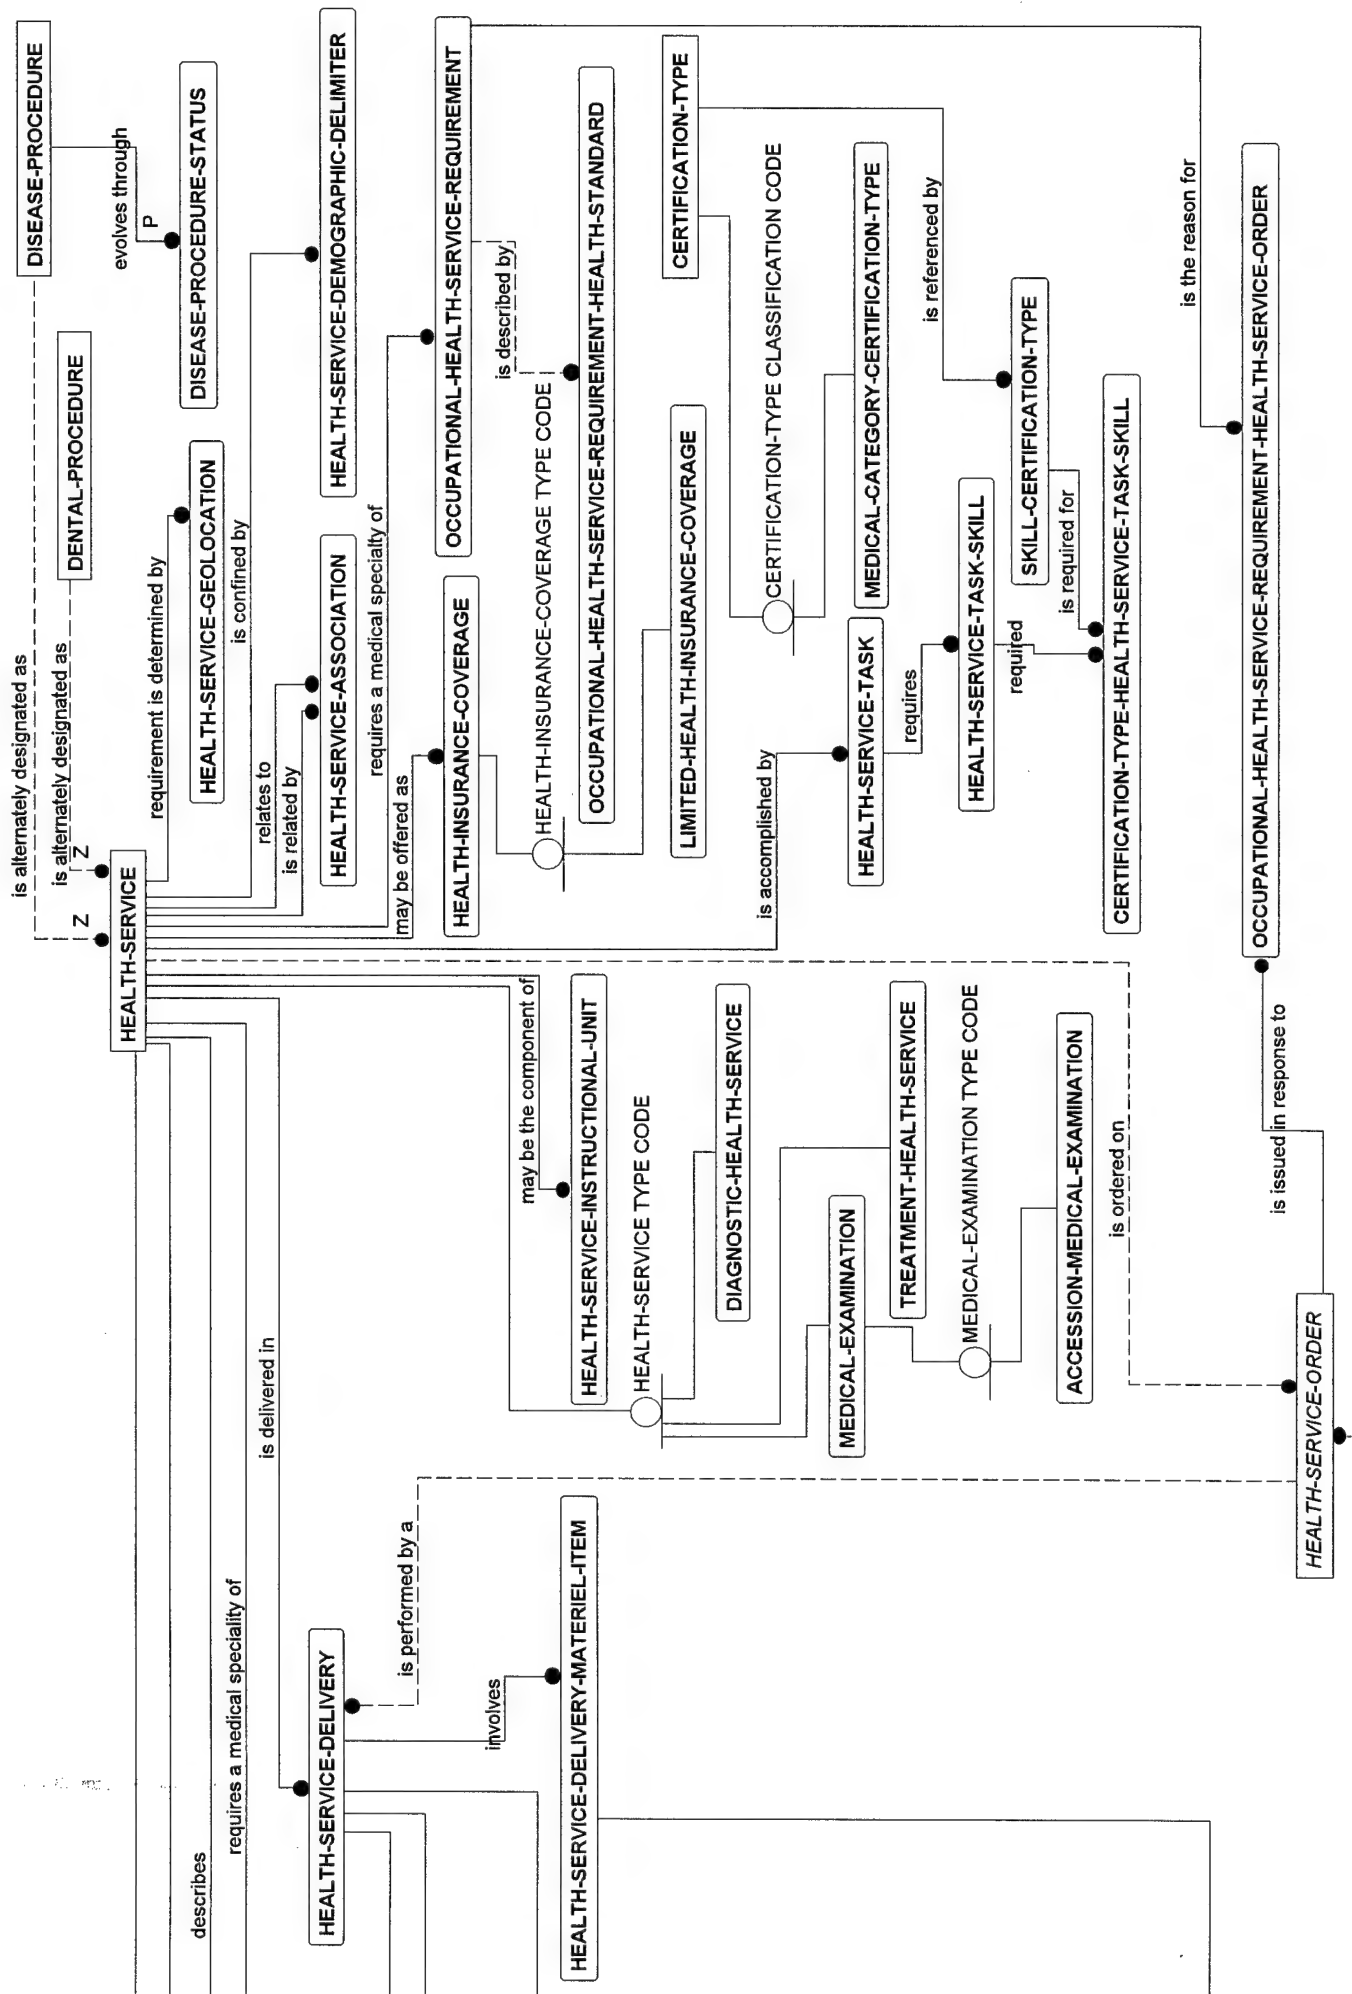 DISEASE-PROCEDURE
evolves through
P
DISEASE-PROCEDURE-STATUS
is alternately designated as
Z
DENTAL-PROCEDURE
is alternately designated as
Z
HEALTH-SERVICE
requirement is determined by
HEALTH-SERVICE-GEOLOCATION
is confined by
HEALTH-SERVICE-DEMOGRAPHIC-DELIMITER
relates to
is related by
HEALTH-SERVICE-ASSOCIATION
requires a medical specialty of
OCCUPATIONAL-HEALTH-SERVICE-REQUIREMENT
may be offered as
HEALTH-INSURANCE-COVERAGE
is described by
HEALTH-INSURANCE-COVERAGE TYPE CODE
OCCUPATIONAL-HEALTH-SERVICE-REQUIREMENT-HEALTH-STANDARD
LIMITED-HEALTH-INSURANCE-COVERAGE
CERTIFICATION-TYPE
CERTIFICATION-TYPE CLASSIFICATION CODE
MEDICAL-CATEGORY-CERTIFICATION-TYPE
is referenced by
is accomplished by
HEALTH-SERVICE-TASK
requires
HEALTH-SERVICE-TASK-SKILL
required
SKILL-CERTIFICATION-TYPE
is required for
CERTIFICATION-TYPE-HEALTH-SERVICE-TASK-SKILL
is the reason for
OCCUPATIONAL-HEALTH-SERVICE-REQUIREMENT-HEALTH-SERVICE-ORDER
is issued in response to
may be the component of
HEALTH-SERVICE-INSTRUCTIONAL-UNIT
HEALTH-SERVICE TYPE CODE
DIAGNOSTIC-HEALTH-SERVICE
MEDICAL-EXAMINATION
TREATMENT-HEALTH-SERVICE
MEDICAL-EXAMINATION TYPE CODE
ACCESSION-MEDICAL-EXAMINATION
is ordered on
HEALTH-SERVICE-ORDER
is delivered in
requires a medical speciality of
describes
HEALTH-SERVICE-DELIVERY
is performed by a
involves
HEALTH-SERVICE-DELIVERY-MATERIEL-ITEM